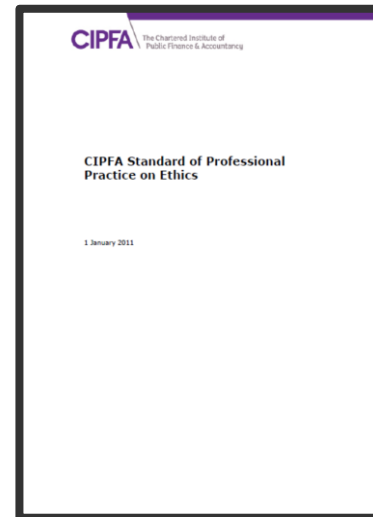 CIPFA The Chartered Institute of
Public Finance & Accountancy
CIPFA Standard of Professional
Practice on Ethics
1 January 2011